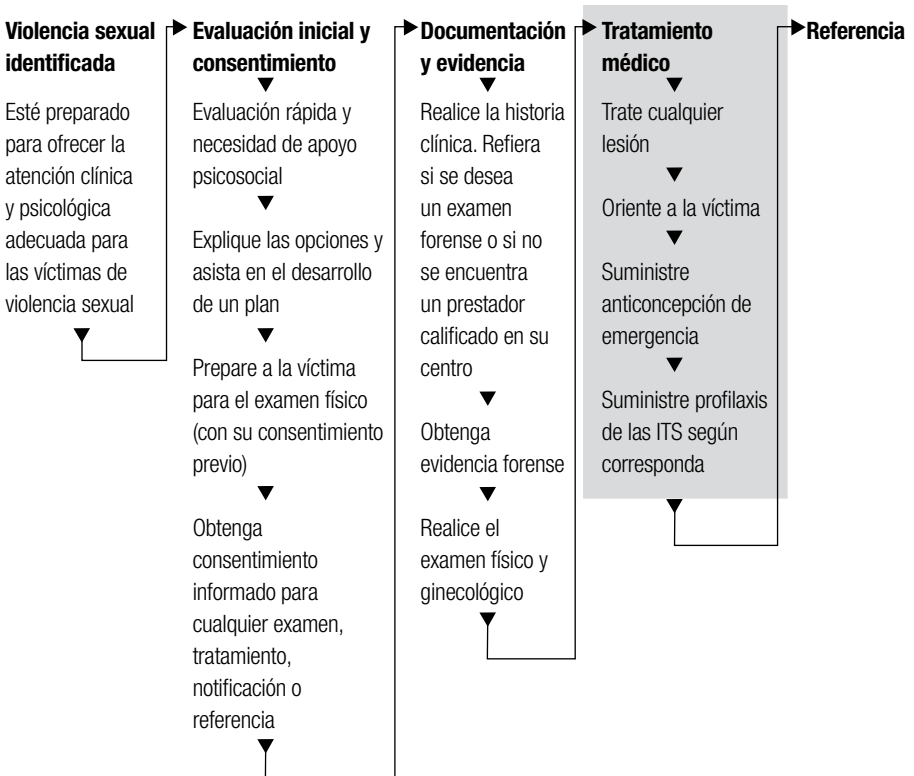 Violencia sexual
identificada
Esté preparado
para ofrecer la
atención clínica
y psicológica
adecuada para
las víctimas de
violencia sexual
Evaluación inicial y
consentimiento
Evaluación rápida y
necesidad de apoyo
psicosocial
Explique las opciones y
asista en el desarrollo
de un plan
Prepare a la víctima
para el examen físico
(con su consentimiento
previo)
Obtenga
consentimiento
informado para
cualquier examen,
tratamiento,
notificación o
referencia
Documentación
y evidencia
Realice la historia
clínica. Refiera
si se desea
un examen
forense o si no
se encuentra
un prestador
calificado en su
centro
Obtenga
evidencia forense
Realice el
examen físico y
ginecológico
Tratamiento
médico
Trate cualquier
lesión
Oriente a la víctima
Suministre
anticoncepción de
emergencia
Suministre profilaxis
de las ITS según
corresponda
Referencia